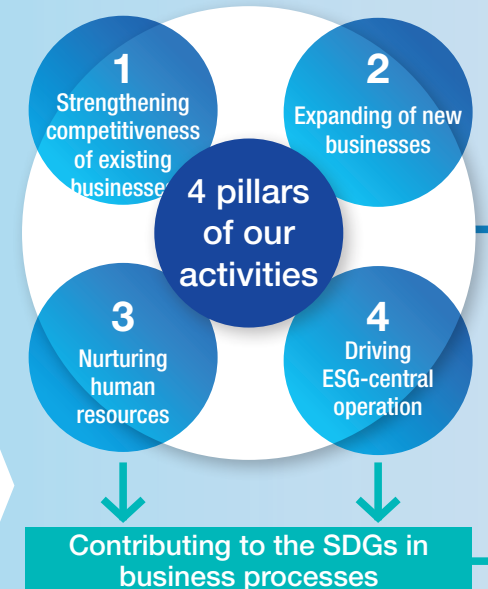 1
Strengthening
competitiveness
of existing
businesses
2
Expanding of new
businesses
4 pillars
of our
activities
3
Nurturing
human
resources
4
Driving
ESG-central
operation
Contributing to the SDGs in
business processes